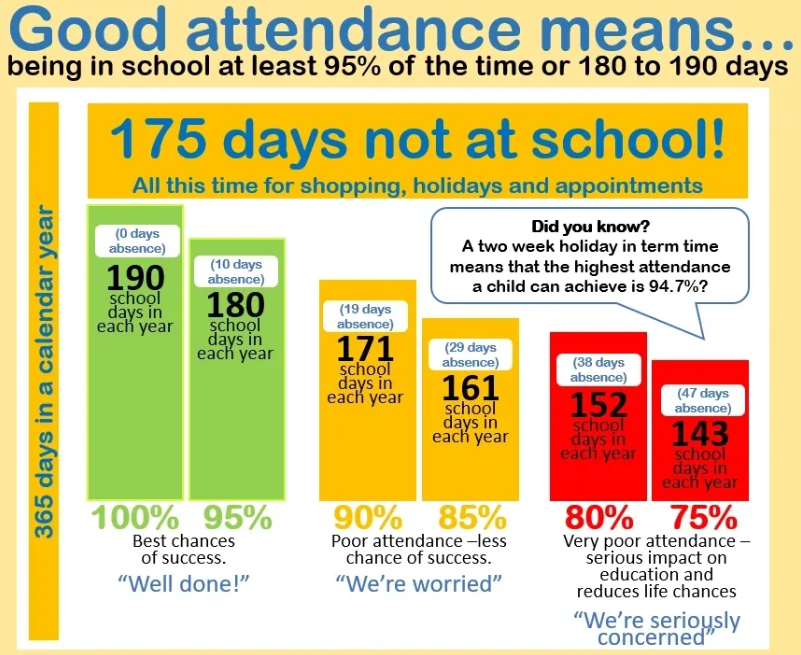 Good attendance means...
being in school at least 95% of the time or 180 to 190 days
365 days in a calendar year
175 days not at school!
All this time for shopping, holidays and appointments
Did you know?
A two week holiday in term time
means that the highest attendance
a child can achieve is 94.7%?
(0 days
absence)
190
school
days in
each year
100%
(10 days
absence)
180
school
days in
each year
95%
Best chances
of success.
“Well done!”
(19 days
absence)
171
school
days in
each year
90%
(29 days
absence)
161
school
days in
each year
85%
Poor attendance –less
chance of success.
“We’re worried”
(38 days
absence)
152
school
days in
each year
80%
(47 days
absence)
143
school
days in
each year
75%
Very poor attendance –
serious impact on
education and
reduces life chances
“We’re seriously
concerned”